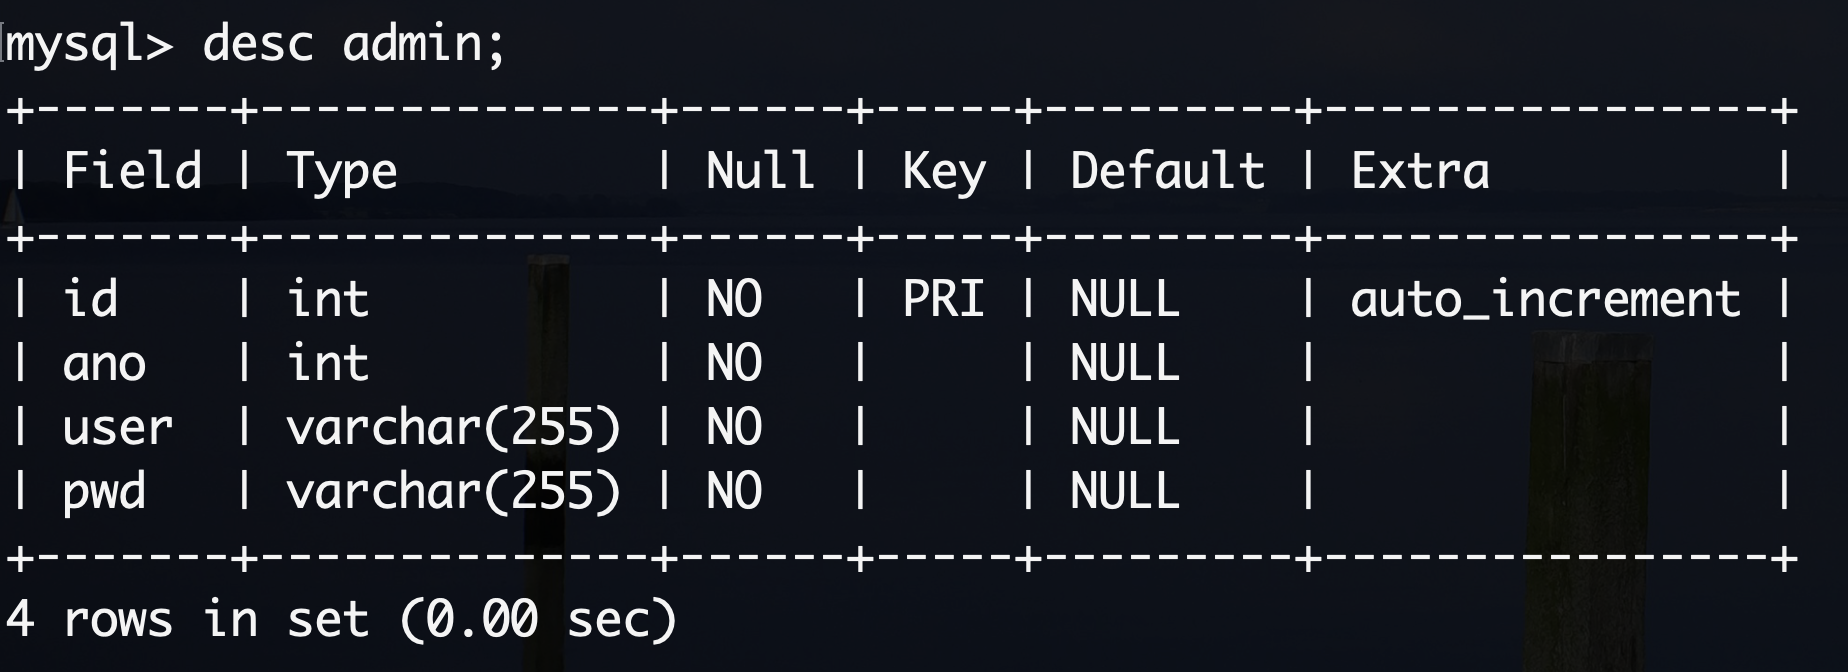 mysql> desc admin;
+-------+--------------+------+-----+---------+----------------+
| Field | Type         | Null | Key | Default | Extra          |
+-------+--------------+------+-----+---------+----------------+
| id    | int          | NO   | PRI | NULL    | auto_increment |
| ano   | int          | NO   |     | NULL    |                |
| user  | varchar(255) | NO   |     | NULL    |                |
| pwd   | varchar(255) | NO   |     | NULL    |                |
+-------+--------------+------+-----+---------+----------------+
4 rows in set (0.00 sec)